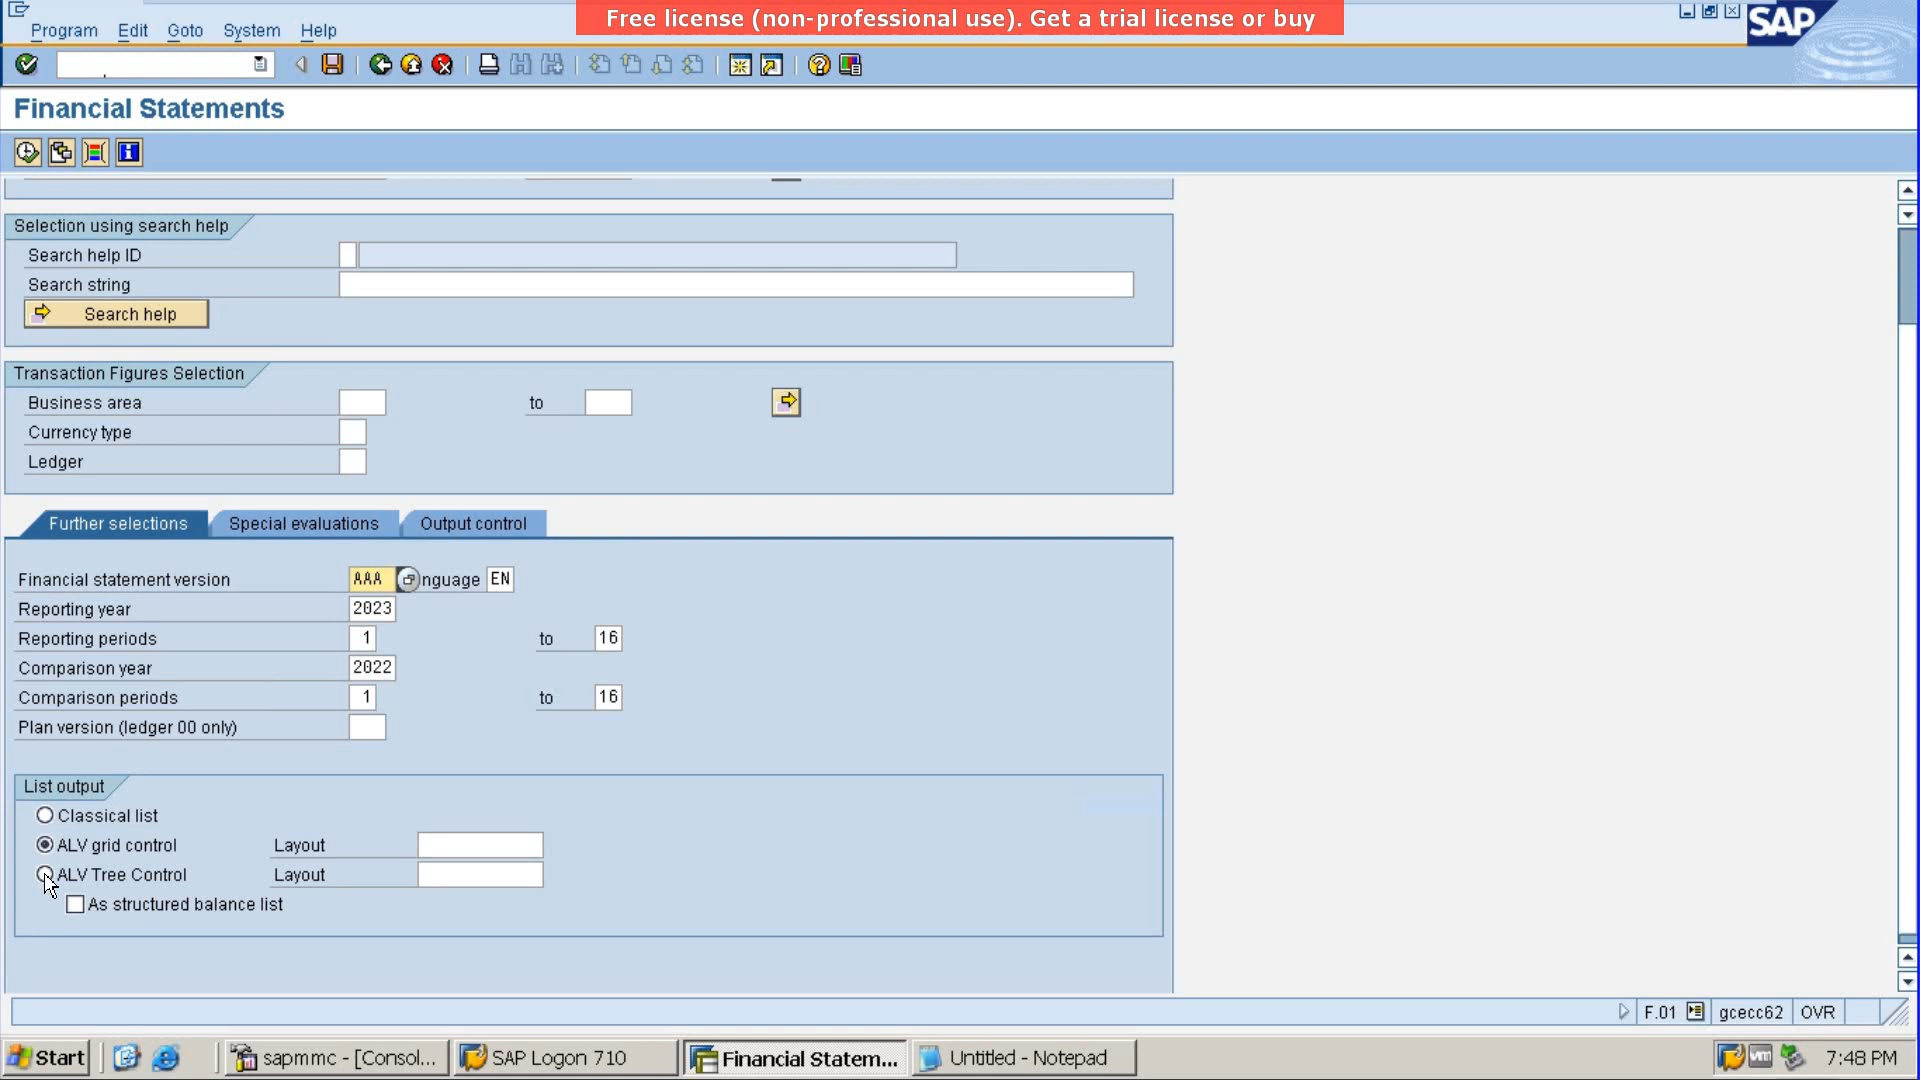 Free license (non-professional use). Get a trial license or buy
Program Edit Goto System Help
SAP
Financial Statements
Selection using search help
Search help ID
Search string
Search help
Transaction Figures Selection
Business area to
Currency type
Ledger
Further selections Special evaluations Output control
Financial statement version AAA nguage EN
Reporting year 2023
Reporting periods 1 to 16
Comparison year 2022
Comparison periods 1 to 16
Plan version (ledger 00 only)
List output
Classical list
ALV grid control Layout
ALV Tree Control Layout
As structured balance list
F.01 gcecc62 OVR
Start sapmmc - [Consol... SAP Logon 710 Financial Statem... Untitled - Notepad 7:48 PM